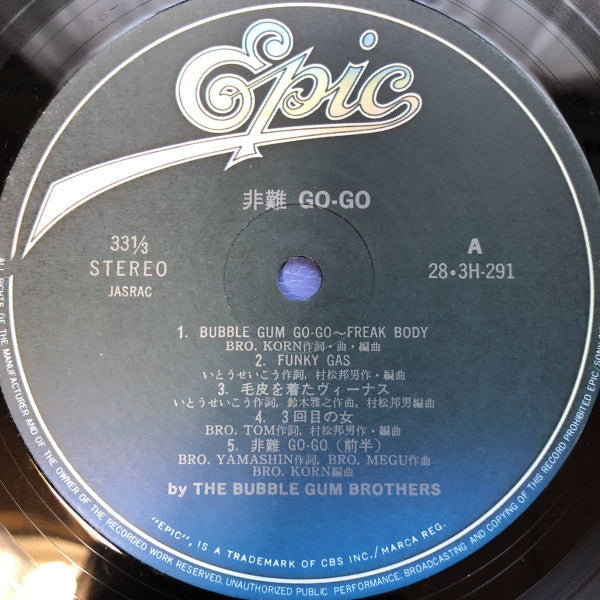 Epic
非難 GO-GO
33⅓
STEREO
JASRAC
A
28・3H-291
1. BUBBLE GUM GO-GO〜FREAK BODY
BRO. KORN作詞・曲・編曲
2. FUNKY GAS
いとうせいこう作詞, 村松邦男作・編曲
3. 毛皮を着たヴィーナス
いとうせいこう作詞, 鈴木雅之作曲, 村松邦男編曲
4. 3回目の女
BRO. TOM作詞, 村松邦男作・編曲
5. 非難 GO-GO (前半)
BRO. YAMASHIN作詞, BRO. MEGU作曲
BRO. KORN編曲
by THE BUBBLE GUM BROTHERS
"EPIC", IS A TRADEMARK OF CBS INC./MARCA REG.
ALL RIGHTS OF THE MANUFACTURER AND OF THE OWNER OF THE RECORDED WORK RESERVED. UNAUTHORIZED PUBLIC PERFORMANCE, BROADCASTING AND COPYING OF THIS RECORD PROHIBITED EPIC/SONY